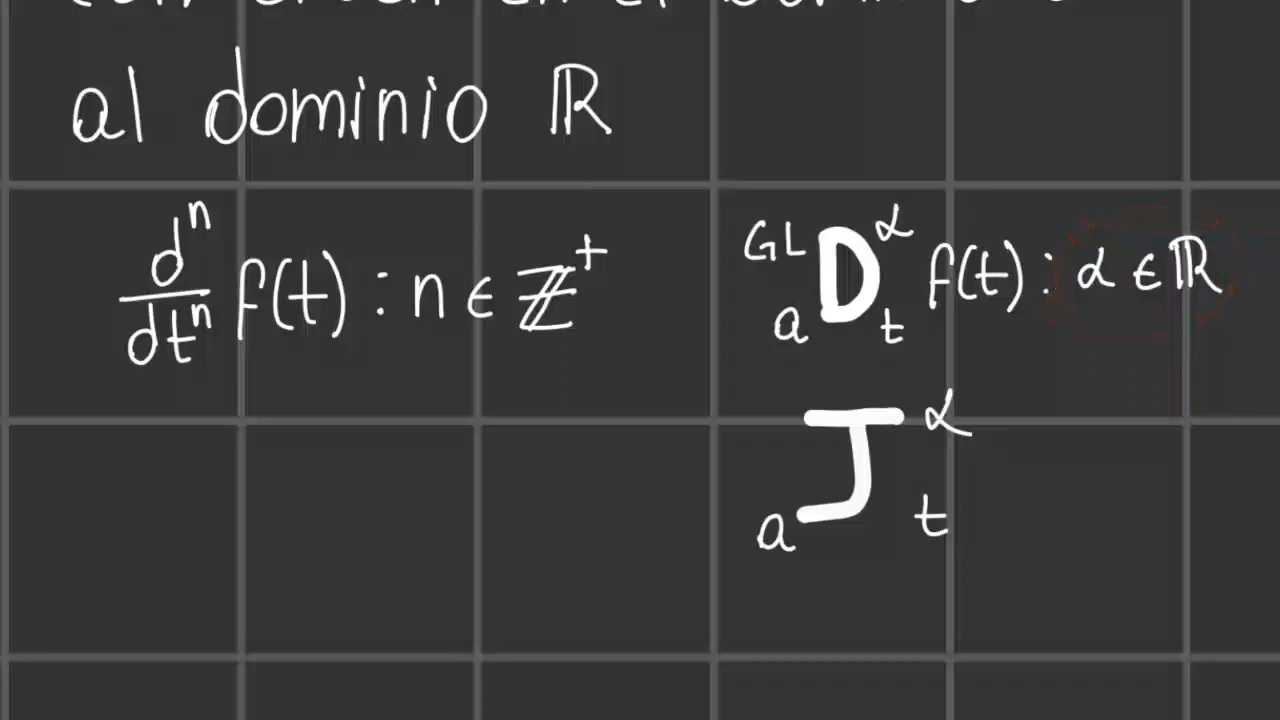 al dominio ℝ
dⁿ/dtⁿ f(t) : n ∈ ℤ⁺
GL a D α t f(t) : α ∈ ℝ
a J α t